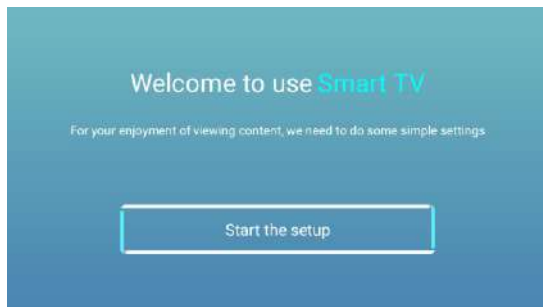 Welcome to use Smart TV
For your enjoyment of viewing content, we need to do some simple settings
Start the setup